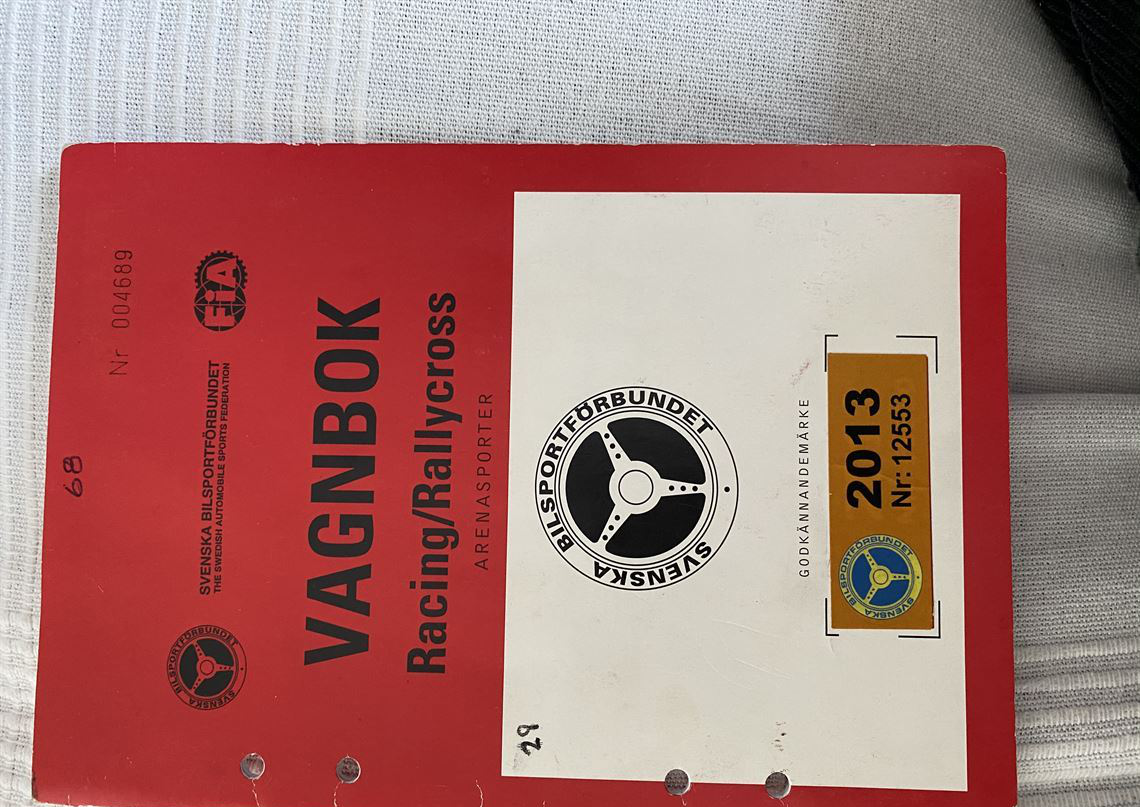 68
Nr 004689
SVENSKA BILSPORTFÖRBUNDET
SVENSKA BILSPORTFÖRBUNDET
THE SWEDISH AUTOMOBILE SPORTS FEDERATION
FiA
VAGNBOK
Racing/Rallycross
ARENASPORTER
29
SVENSKA BILSPORTFÖRBUNDET
GODKÄNNANDEMÄRKE
SVENSKA BILSPORTFÖRBUNDET
2013
Nr: 12553